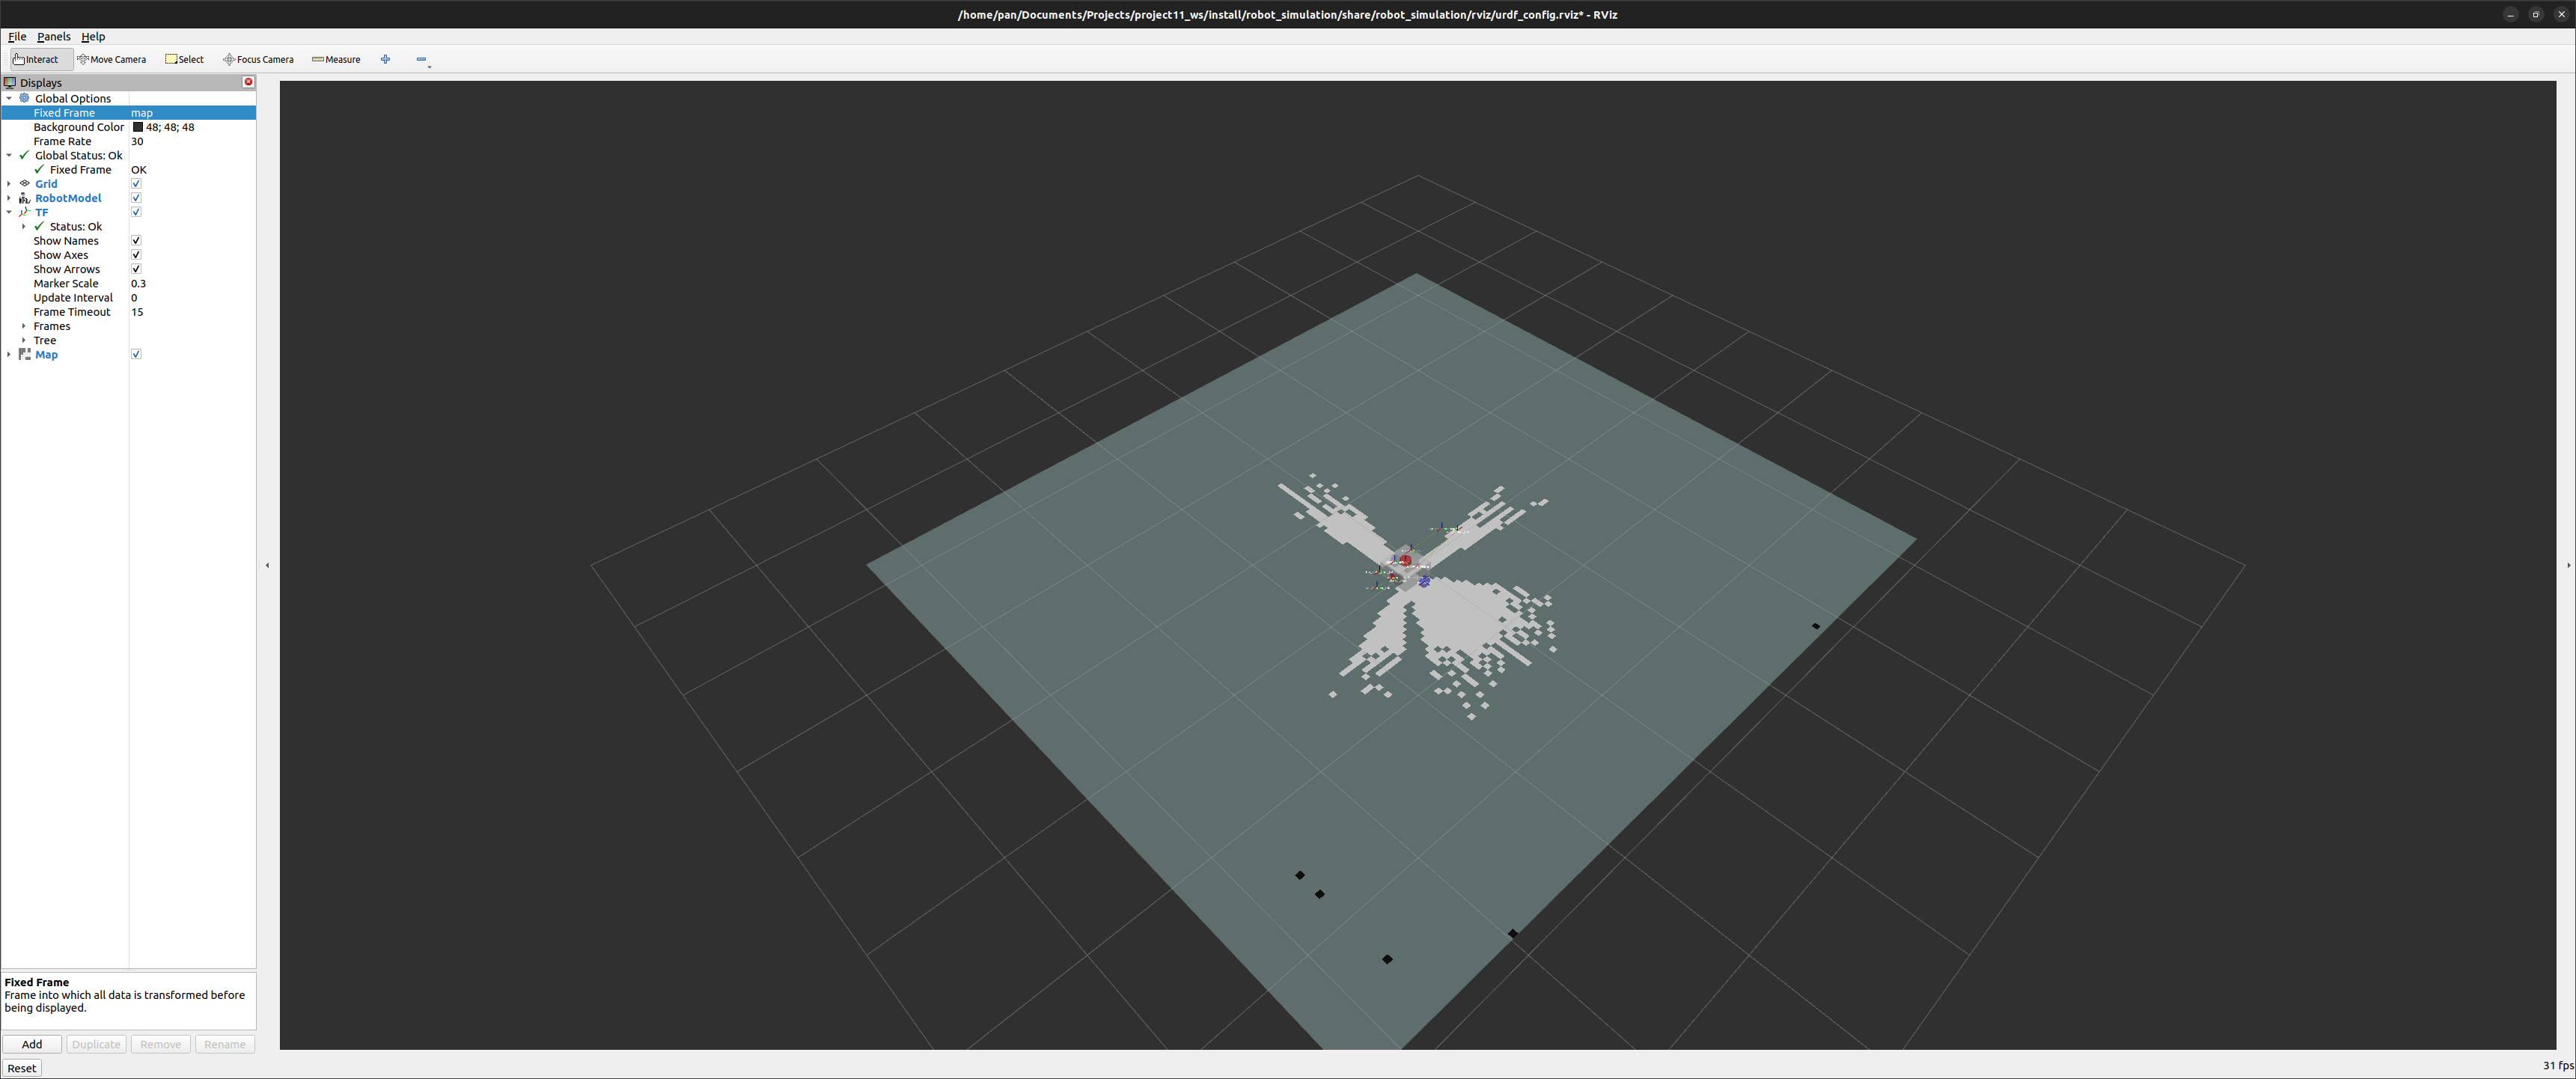 /home/pan/Documents/Projects/project11_ws/install/robot_simulation/share/robot_simulation/rviz/urdf_config.rviz* - RViz
File Panels Help
Interact Move Camera Select Focus Camera Measure
Displays
Global Options
Fixed Frame map
Background Color 48; 48; 48
Frame Rate 30
Global Status: Ok
Fixed Frame OK
Grid
RobotModel
TF
Status: Ok
Show Names
Show Axes
Show Arrows
Marker Scale 0.3
Update Interval 0
Frame Timeout 15
Frames
Tree
Map
Fixed Frame
Frame into which all data is transformed before
being displayed.
Add Duplicate Remove Rename
Reset
31 fps